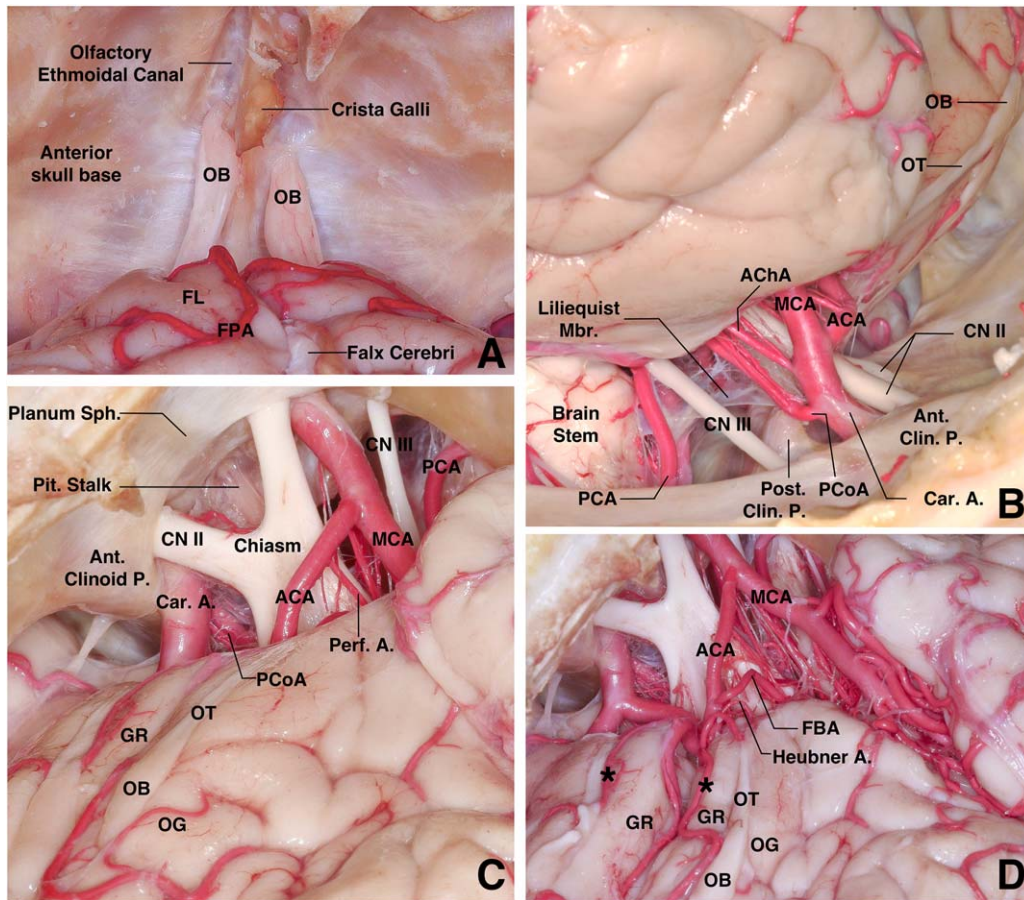 Olfactory
Ethmoidal Canal
Crista Galli
Anterior
skull base
OB
OB
FL
FPA
Falx Cerebri
A
OB
OT
AChA
MCA
ACA
Liliequist
Mbr.
CN II
Brain
Stem
CN III
Ant.
Clin. P.
PCA
Post.
Clin. P.
PCoA
Car. A.
B
Planum Sph.
CN III
PCA
Pit. Stalk
CN II
Chiasm
MCA
Ant.
Clinoid P.
Car. A.
ACA
Perf. A.
PCoA
OT
GR
OB
OG
C
MCA
ACA
FBA
Heubner A.
*
*
OT
GR
GR
OG
OB
D